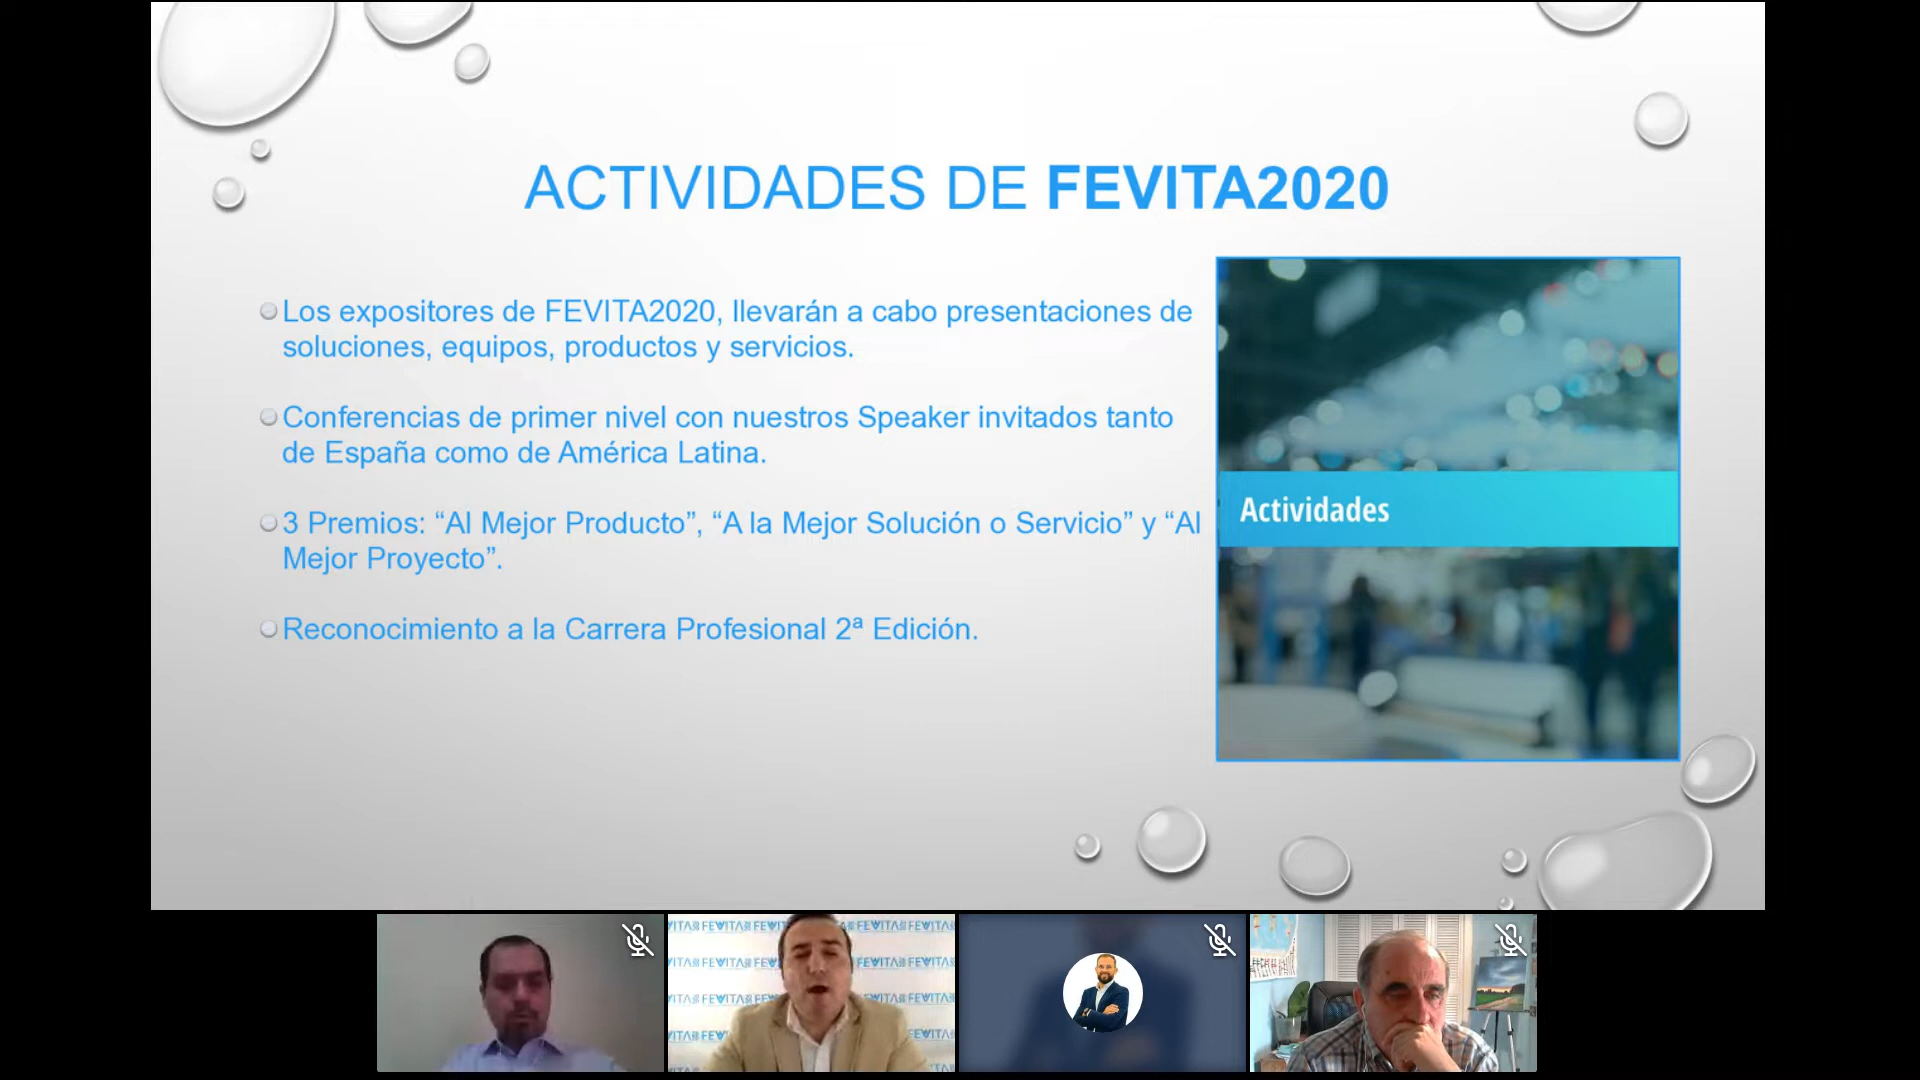 ACTIVIDADES DE FEVITA2020
Los expositores de FEVITA2020, llevarán a cabo presentaciones de
soluciones, equipos, productos y servicios.
Conferencias de primer nivel con nuestros Speaker invitados tanto
de España como de América Latina.
3 Premios: “Al Mejor Producto”, “A la Mejor Solución o Servicio” y “Al
Mejor Proyecto”.
Reconocimiento a la Carrera Profesional 2ª Edición.
Actividades